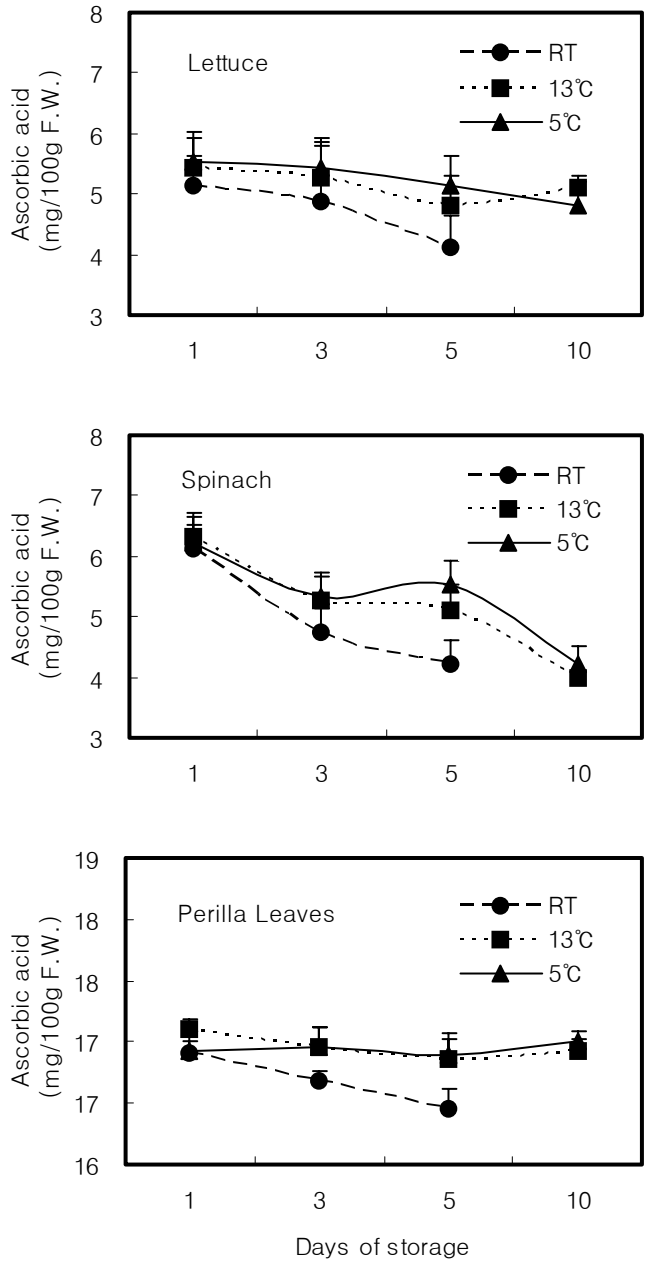 8
7
6
5
4
3
Ascorbic acid
(mg/100g F.W.)
Lettuce
RT
13℃
5℃
1 3 5 10
8
7
6
5
4
3
Ascorbic acid
(mg/100g F.W.)
Spinach
RT
13℃
5℃
1 3 5 10
19
18
18
17
17
16
Ascorbic acid
(mg/100g F.W.)
Perilla Leaves
RT
13℃
5℃
1 3 5 10
Days of storage